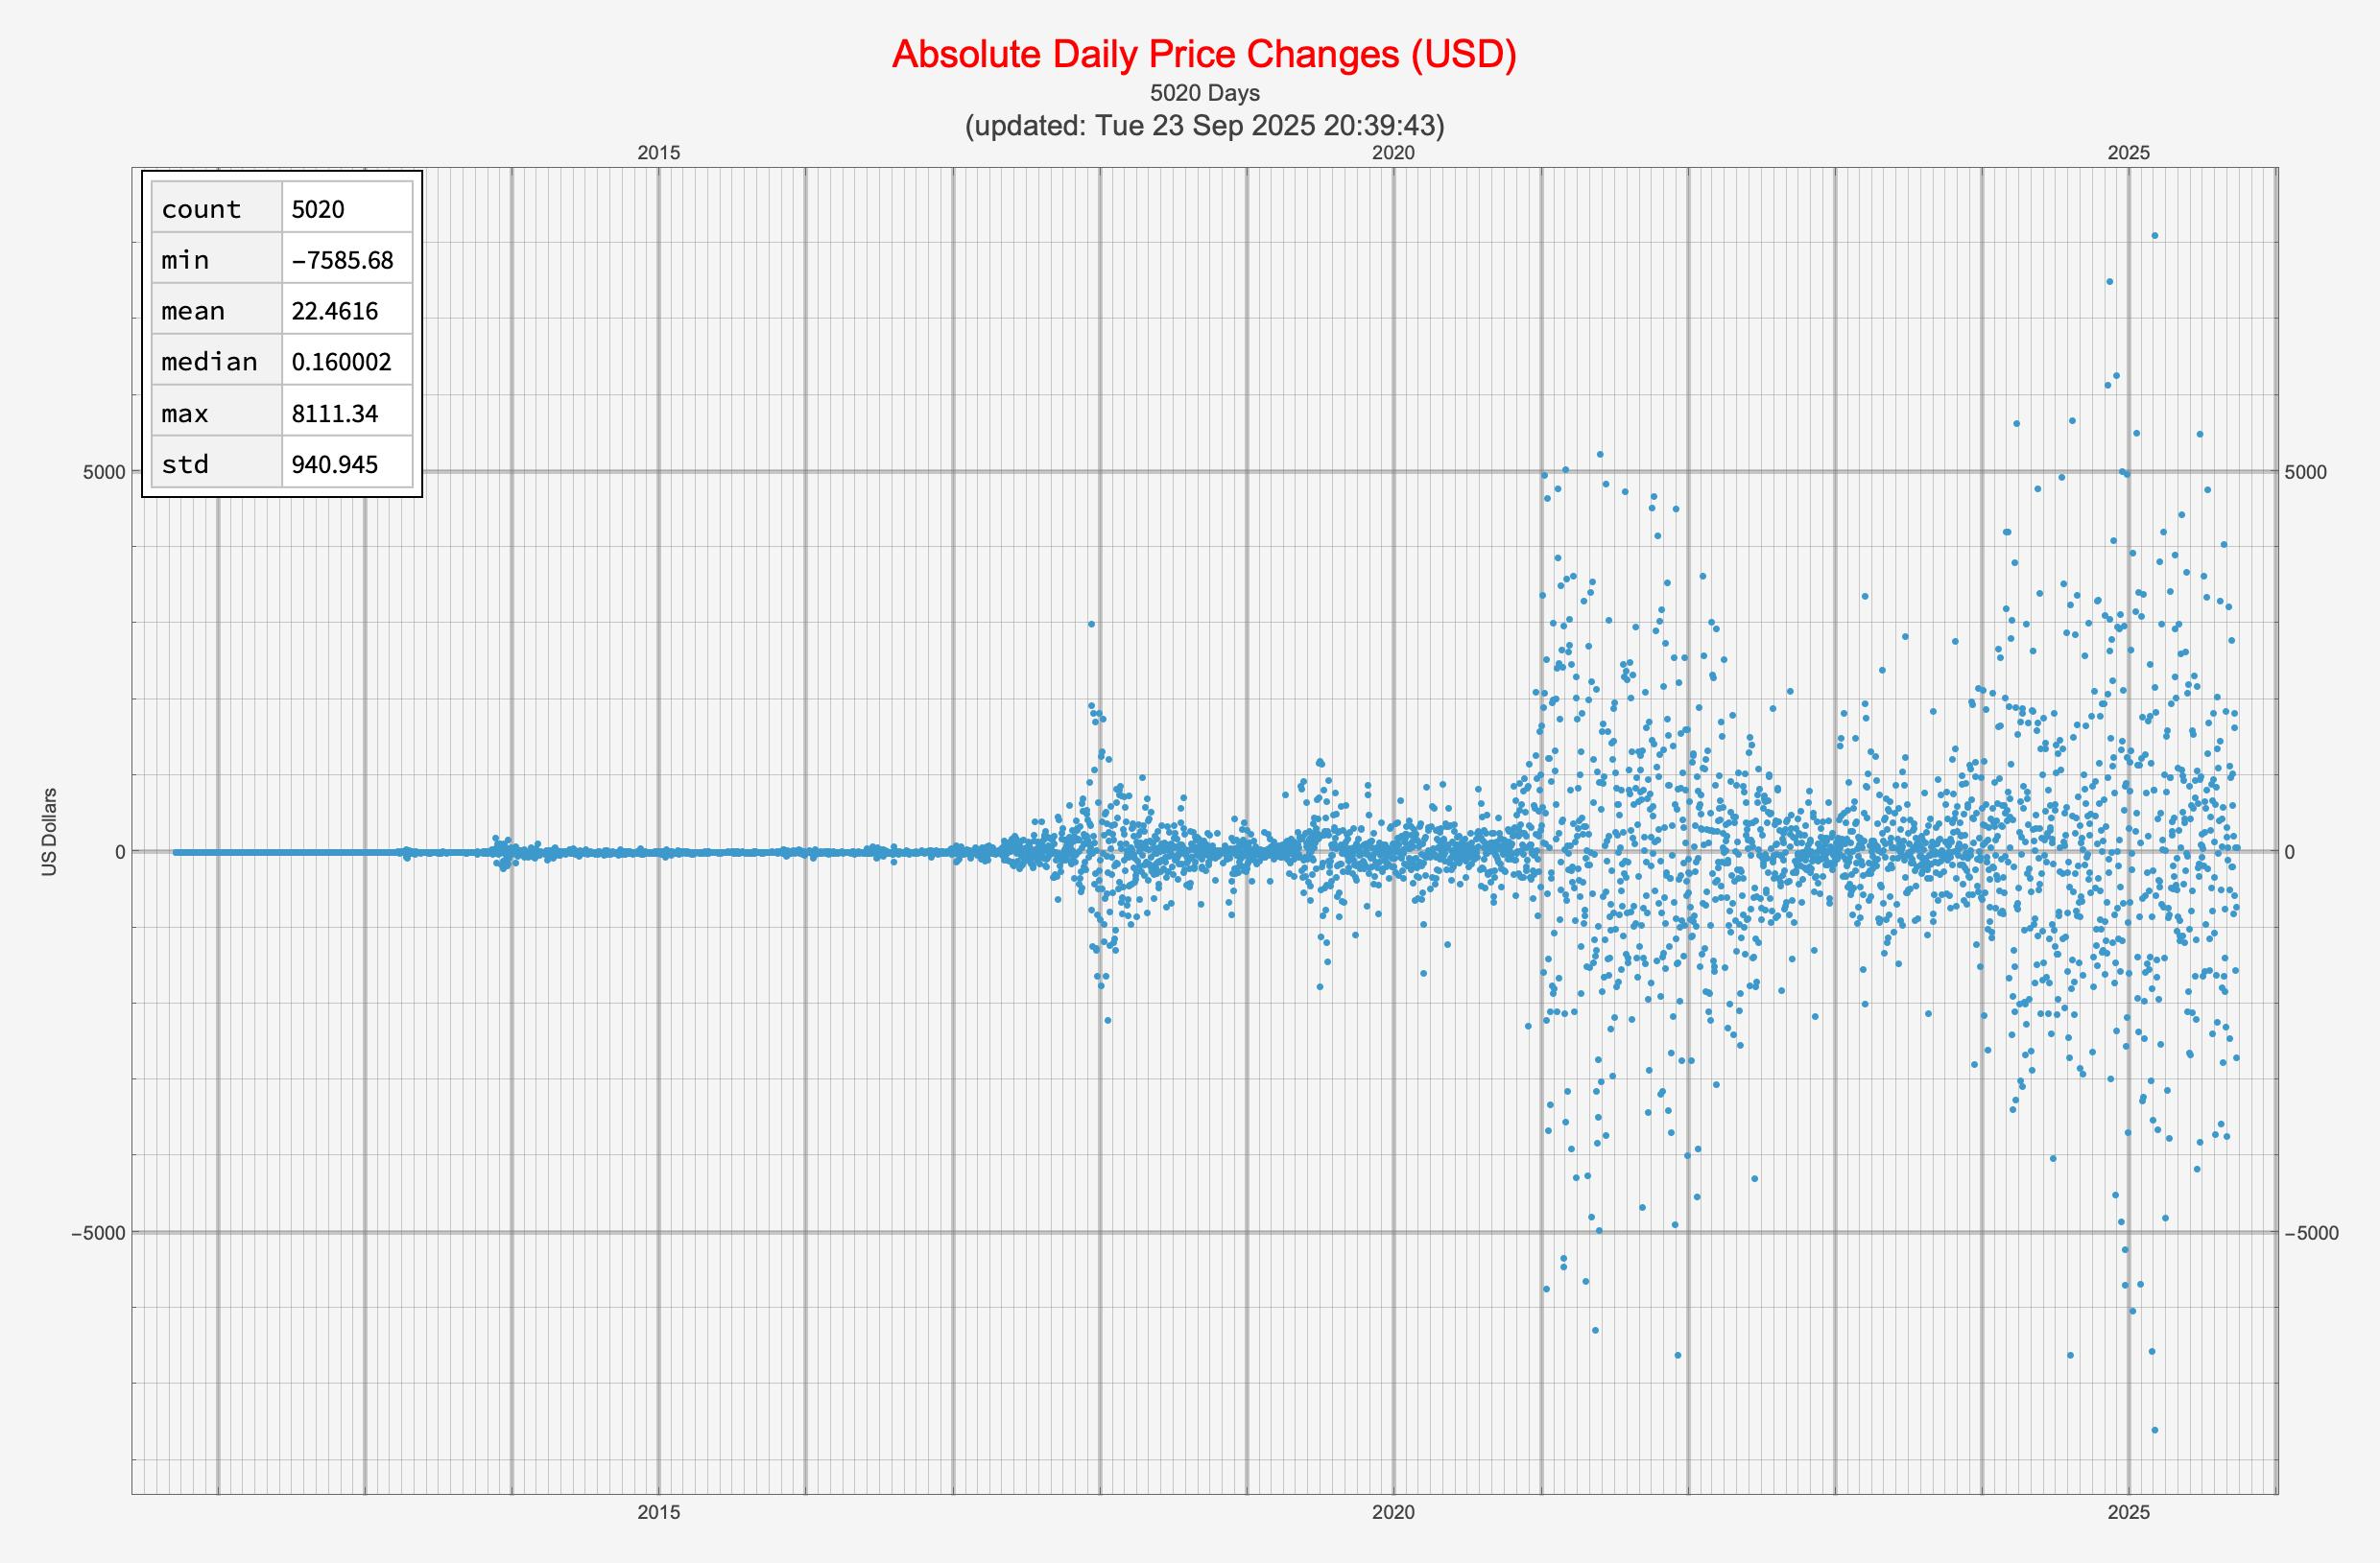 Absolute Daily Price Changes (USD)
5020 Days
(updated: Tue 23 Sep 2025 20:39:43)
2015 2020 2025
count 5020
min −7585.68
mean 22.4616
median 0.160002
max 8111.34
std 940.945
5000 5000
US Dollars
0 0
−5000 −5000
2015 2020 2025